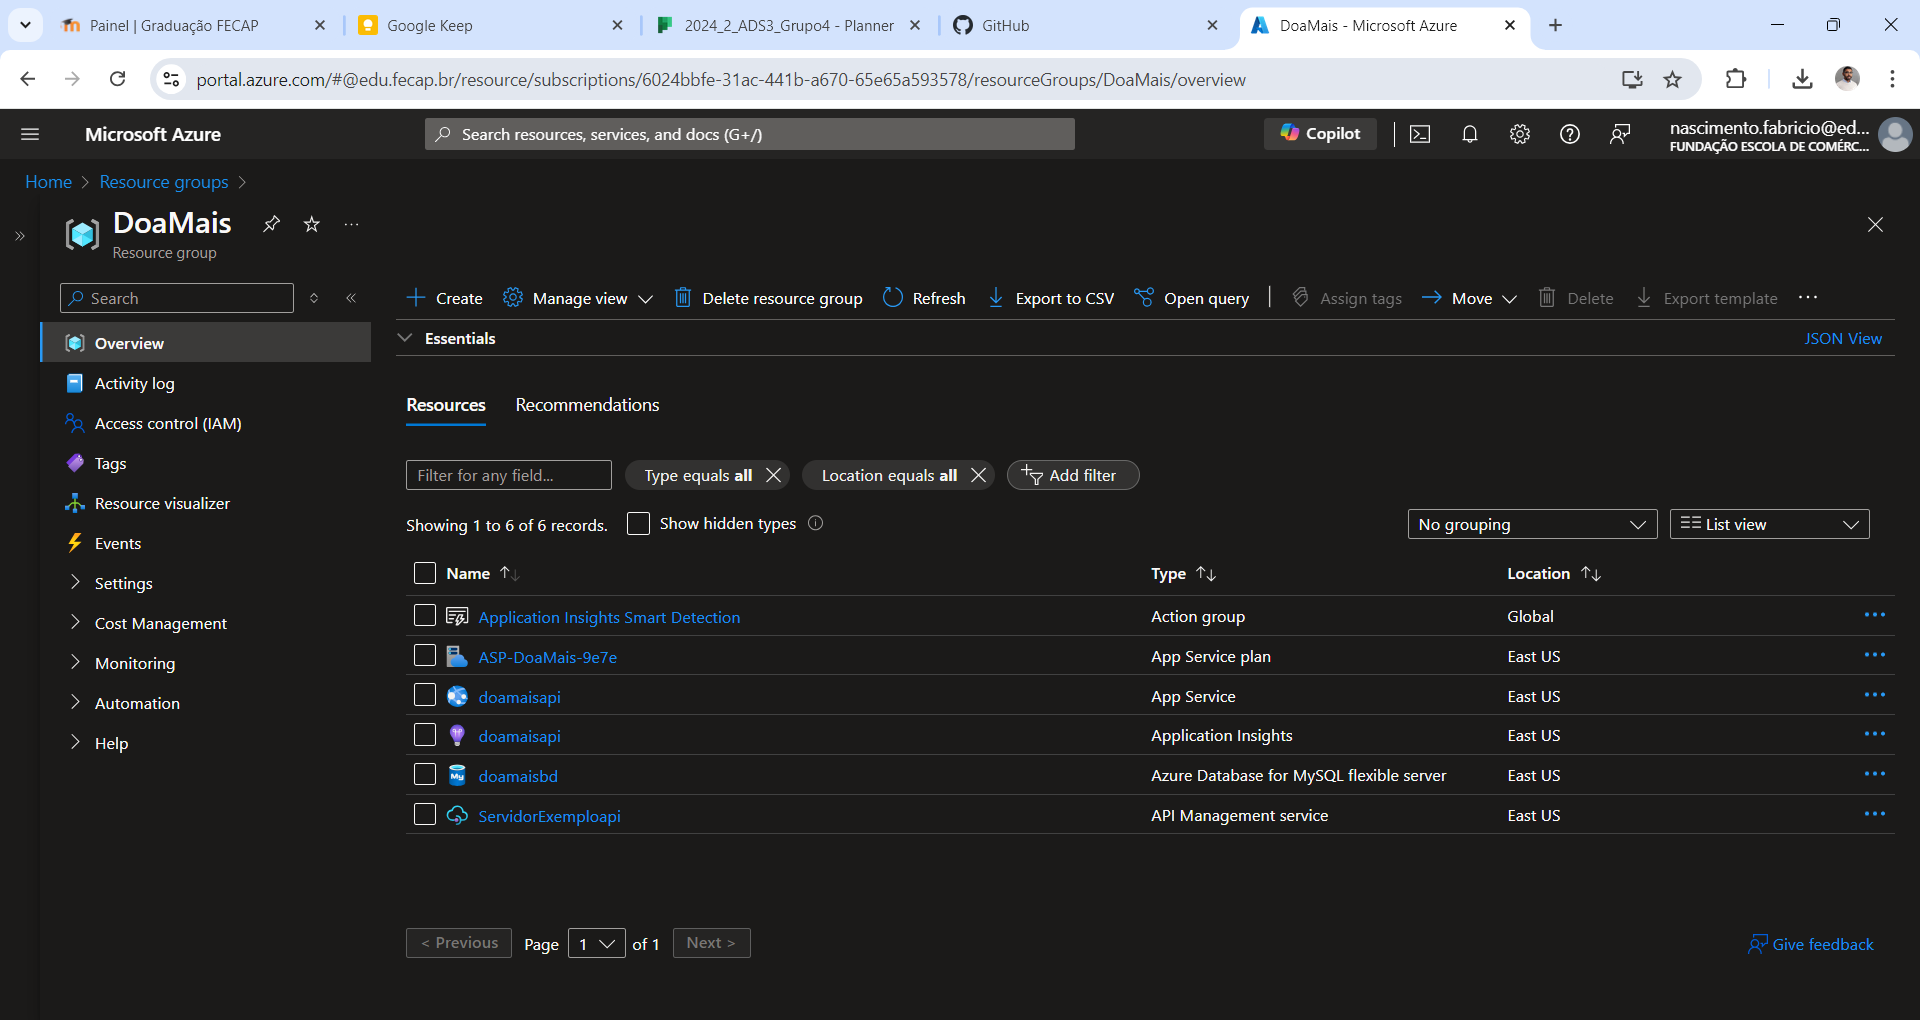 Painel | Graduação FECAP
Google Keep
2024_2_ADS3_Grupo4 - Planner
GitHub
DoaMais - Microsoft Azure
portal.azure.com/#@edu.fecap.br/resource/subscriptions/6024bbfe-31ac-441b-a670-65e65a593578/resourceGroups/DoaMais/overview
Microsoft Azure
Search resources, services, and docs (G+/)
Copilot
nascimento.fabricio@ed...
FUNDAÇÃO ESCOLA DE COMÉRC...
Home > Resource groups >
DoaMais
Resource group
Search
Overview
Activity log
Access control (IAM)
Tags
Resource visualizer
Events
Settings
Cost Management
Monitoring
Automation
Help
Create
Manage view
Delete resource group
Refresh
Export to CSV
Open query
Assign tags
Move
Delete
Export template
Essentials
JSON View
Resources
Recommendations
Filter for any field...
Type equals all
Location equals all
Add filter
Showing 1 to 6 of 6 records.
Show hidden types
No grouping
List view
Name
Type
Location
Application Insights Smart Detection
Action group
Global
ASP-DoaMais-9e7e
App Service plan
East US
doamaisapi
App Service
East US
doamaisapi
Application Insights
East US
doamaisbd
Azure Database for MySQL flexible server
East US
ServidorExemploapi
API Management service
East US
< Previous
Page
1
of 1
Next >
Give feedback